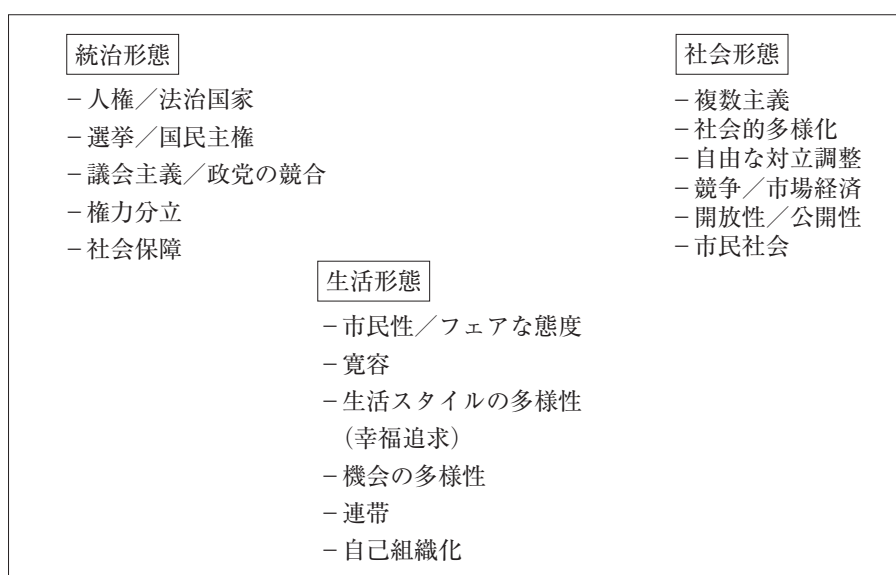 統治形態
－人権／法治国家
－選挙／国民主権
－議会主義／政党の競合
－権力分立
－社会保障
社会形態
－複数主義
－社会的多様化
－自由な対立調整
－競争／市場経済
－開放性／公開性
－市民社会
生活形態
－市民性／フェアな態度
－寛容
－生活スタイルの多様性
（幸福追求）
－機会の多様性
－連帯
－自己組織化